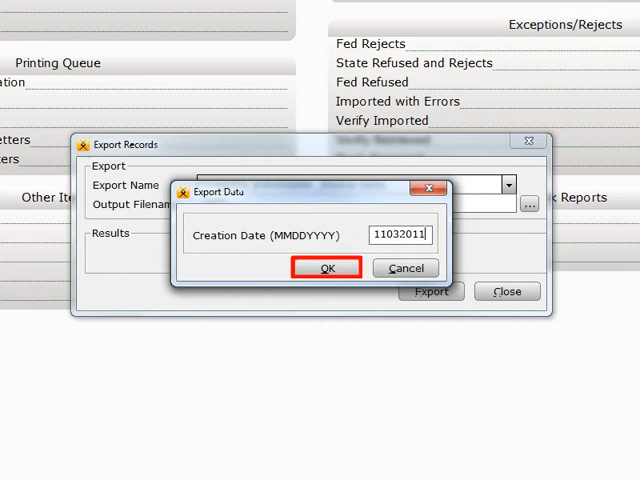 Exceptions/Rejects
Fed Rejects
Printing Queue
State Refused and Rejects
ation
Fed Refused
Imported with Errors
Verify Imported
etters
ters
Export Records
Export
Export Name
Output Filenam
...
Other Ite
k Reports
Results
Export Data
Creation Date (MMDDYYYY)
11032011
OK
Cancel
Export
Close